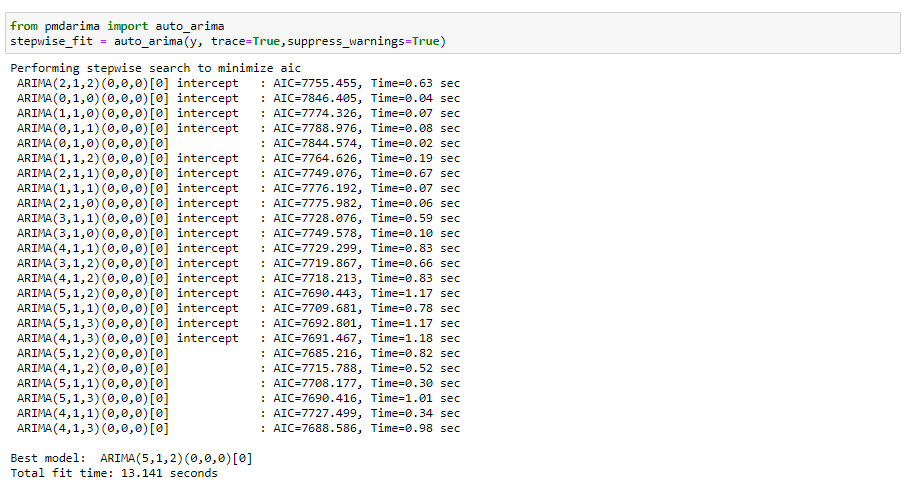 from pmdarima import auto_arima
stepwise_fit = auto_arima(y, trace=True,suppress_warnings=True)
Performing stepwise search to minimize aic
ARIMA(2,1,2)(0,0,0)[0] intercept   : AIC=7755.455, Time=0.63 sec
ARIMA(0,1,0)(0,0,0)[0] intercept   : AIC=7846.405, Time=0.04 sec
ARIMA(1,1,0)(0,0,0)[0] intercept   : AIC=7774.326, Time=0.07 sec
ARIMA(0,1,1)(0,0,0)[0] intercept   : AIC=7788.976, Time=0.08 sec
ARIMA(0,1,0)(0,0,0)[0]             : AIC=7844.574, Time=0.02 sec
ARIMA(1,1,2)(0,0,0)[0] intercept   : AIC=7764.626, Time=0.19 sec
ARIMA(2,1,1)(0,0,0)[0] intercept   : AIC=7749.076, Time=0.67 sec
ARIMA(1,1,1)(0,0,0)[0] intercept   : AIC=7776.192, Time=0.07 sec
ARIMA(2,1,0)(0,0,0)[0] intercept   : AIC=7775.982, Time=0.06 sec
ARIMA(3,1,1)(0,0,0)[0] intercept   : AIC=7728.076, Time=0.59 sec
ARIMA(3,1,0)(0,0,0)[0] intercept   : AIC=7749.578, Time=0.10 sec
ARIMA(4,1,1)(0,0,0)[0] intercept   : AIC=7729.299, Time=0.83 sec
ARIMA(3,1,2)(0,0,0)[0] intercept   : AIC=7719.867, Time=0.66 sec
ARIMA(4,1,2)(0,0,0)[0] intercept   : AIC=7718.213, Time=0.83 sec
ARIMA(5,1,2)(0,0,0)[0] intercept   : AIC=7690.443, Time=1.17 sec
ARIMA(5,1,1)(0,0,0)[0] intercept   : AIC=7709.681, Time=0.78 sec
ARIMA(5,1,3)(0,0,0)[0] intercept   : AIC=7692.801, Time=1.17 sec
ARIMA(4,1,3)(0,0,0)[0] intercept   : AIC=7691.467, Time=1.18 sec
ARIMA(5,1,2)(0,0,0)[0]             : AIC=7685.216, Time=0.82 sec
ARIMA(4,1,2)(0,0,0)[0]             : AIC=7715.788, Time=0.52 sec
ARIMA(5,1,1)(0,0,0)[0]             : AIC=7708.177, Time=0.30 sec
ARIMA(5,1,3)(0,0,0)[0]             : AIC=7690.416, Time=1.01 sec
ARIMA(4,1,1)(0,0,0)[0]             : AIC=7727.499, Time=0.34 sec
ARIMA(4,1,3)(0,0,0)[0]             : AIC=7688.586, Time=0.98 sec
Best model:  ARIMA(5,1,2)(0,0,0)[0]
Total fit time: 13.141 seconds